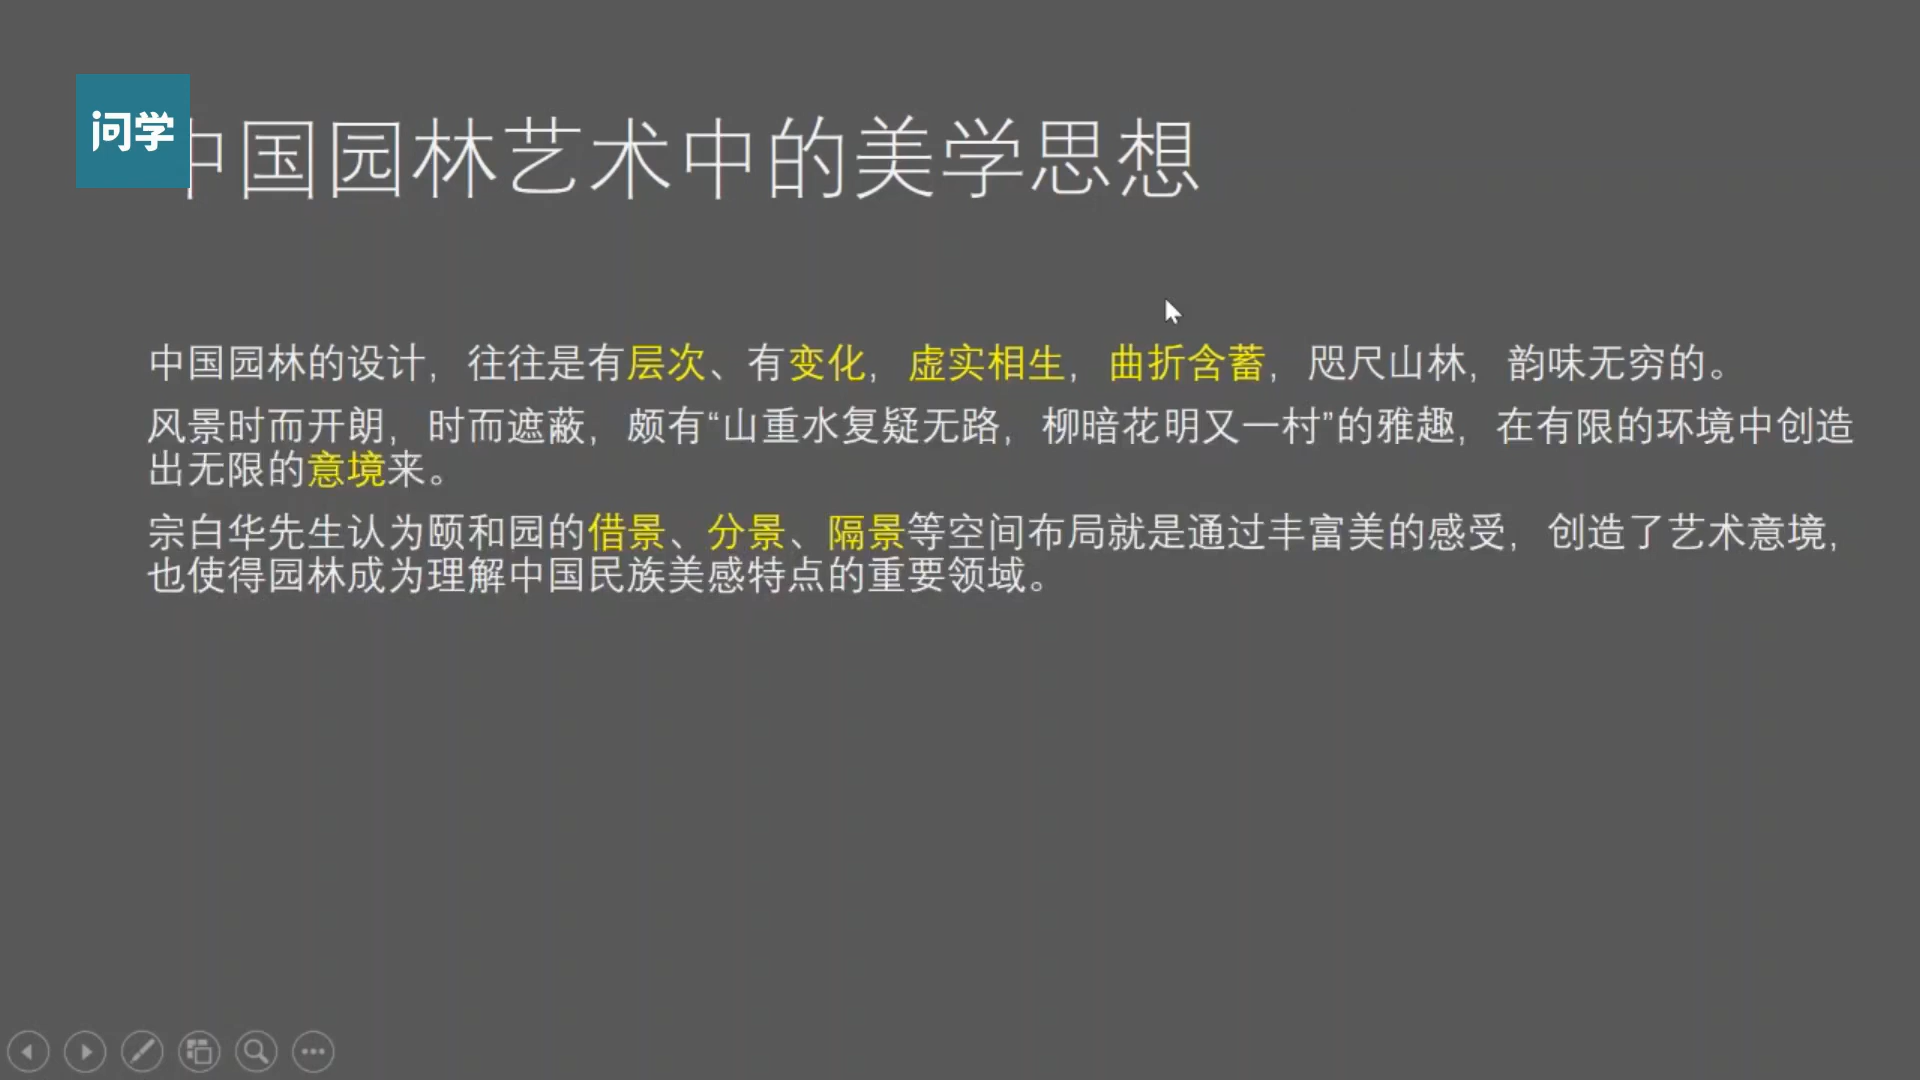 问学
中国园林艺术中的美学思想
中国园林的设计，往往是有层次、有变化，虚实相生，曲折含蓄，咫尺山林，韵味无穷的。
风景时而开朗，时而遮蔽，颇有“山重水复疑无路，柳暗花明又一村”的雅趣，在有限的环境中创造
出无限的意境来。
宗白华先生认为颐和园的借景、分景、隔景等空间布局就是通过丰富美的感受，创造了艺术意境，
也使得园林成为理解中国民族美感特点的重要领域。